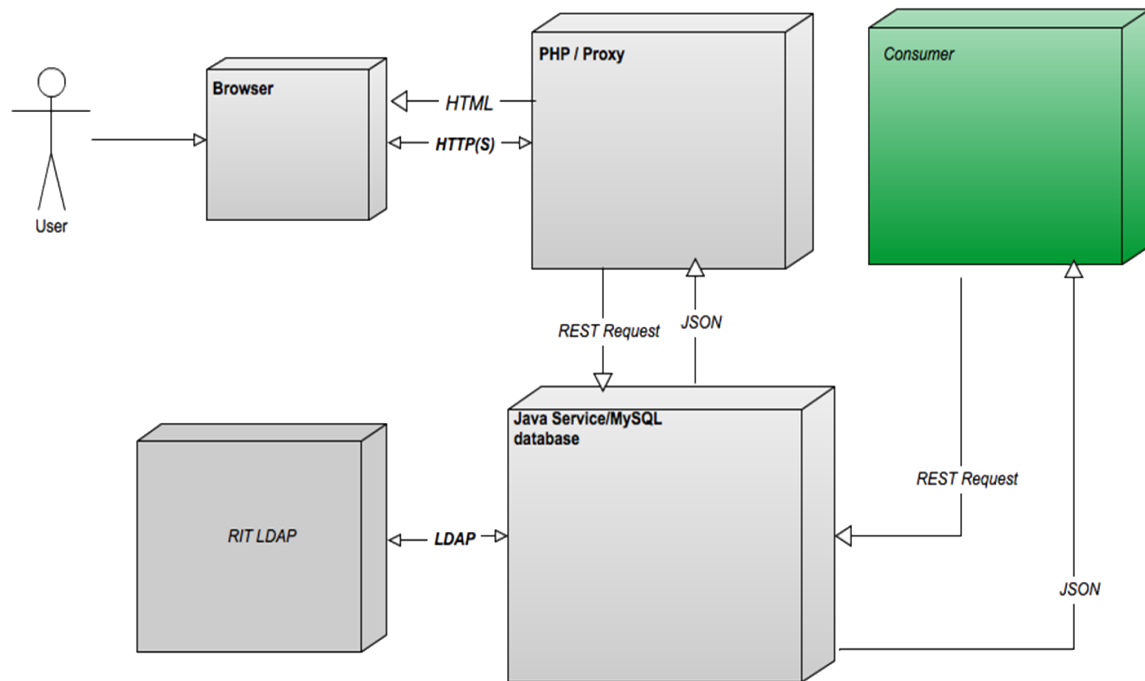 PHP / Proxy
Consumer
Browser
HTML
HTTP(S)
User
REST Request
JSON
Java Service/MySQL
database
REST Request
RIT LDAP
LDAP
JSON